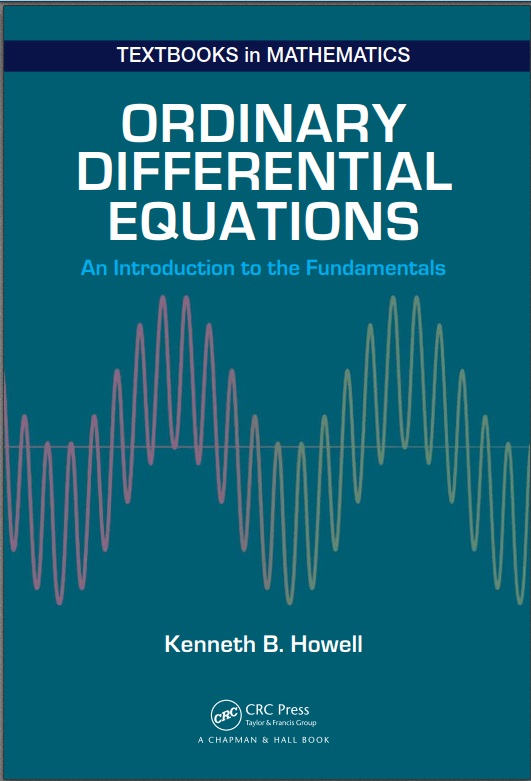 TEXTBOOKS in MATHEMATICS
ORDINARY
DIFFERENTIAL
EQUATIONS
An Introduction to the Fundamentals
Kenneth B. Howell
CRC
CRC Press
Taylor & Francis Group
A CHAPMAN & HALL BOOK